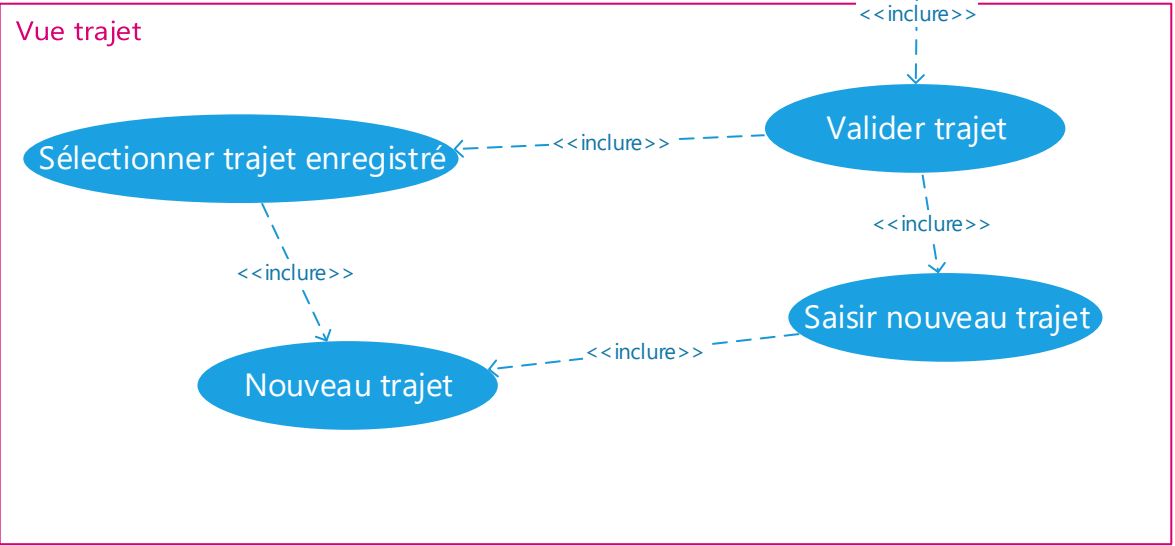 <<inclure>>
Vue trajet
Valider trajet
<<inclure>>
Sélectionner trajet enregistré
<<inclure>>
<<inclure>>
Saisir nouveau trajet
<<inclure>>
Nouveau trajet